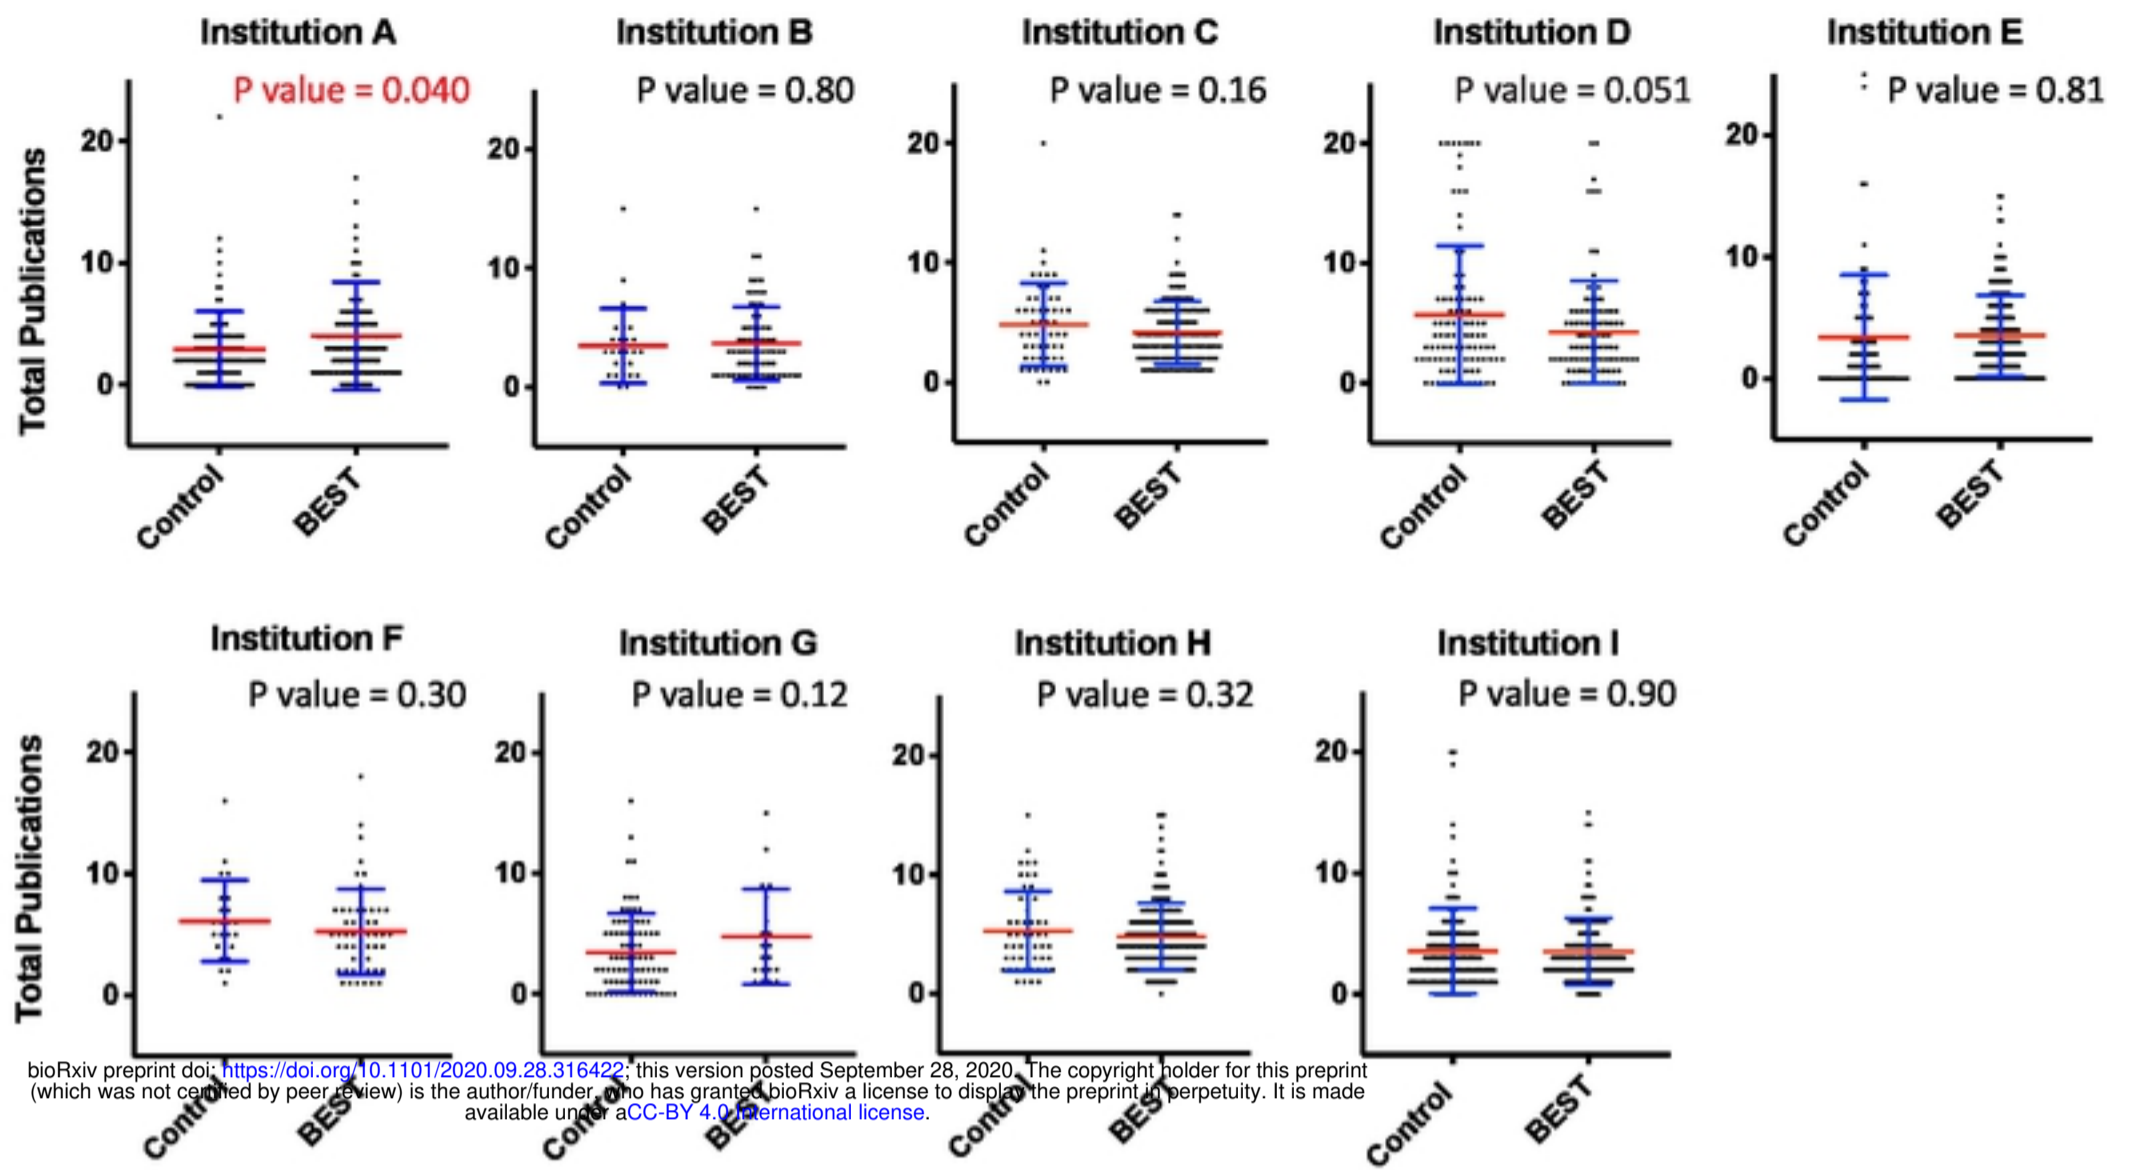 Institution A Institution B Institution C Institution D Institution E
P value = 0.040 P value = 0.80 P value = 0.16 P value = 0.051 P value = 0.81
Total Publications
20 20 20 20 20
10 10 10 10 10
0 0 0 0 0
Control BEST Control BEST Control BEST Control BEST Control BEST
Institution F Institution G Institution H Institution I
P value = 0.30 P value = 0.12 P value = 0.32 P value = 0.90
Total Publications
20 20 20 20
10 10 10 10
0 0 0 0
Control BEST Control BEST Control BEST Control BEST
bioRxiv preprint doi: https://doi.org/10.1101/2020.09.28.316422; this version posted September 28, 2020. The copyright holder for this preprint
(which was not certified by peer review) is the author/funder, who has granted bioRxiv a license to display the preprint in perpetuity. It is made
available under aCC-BY 4.0 International license.